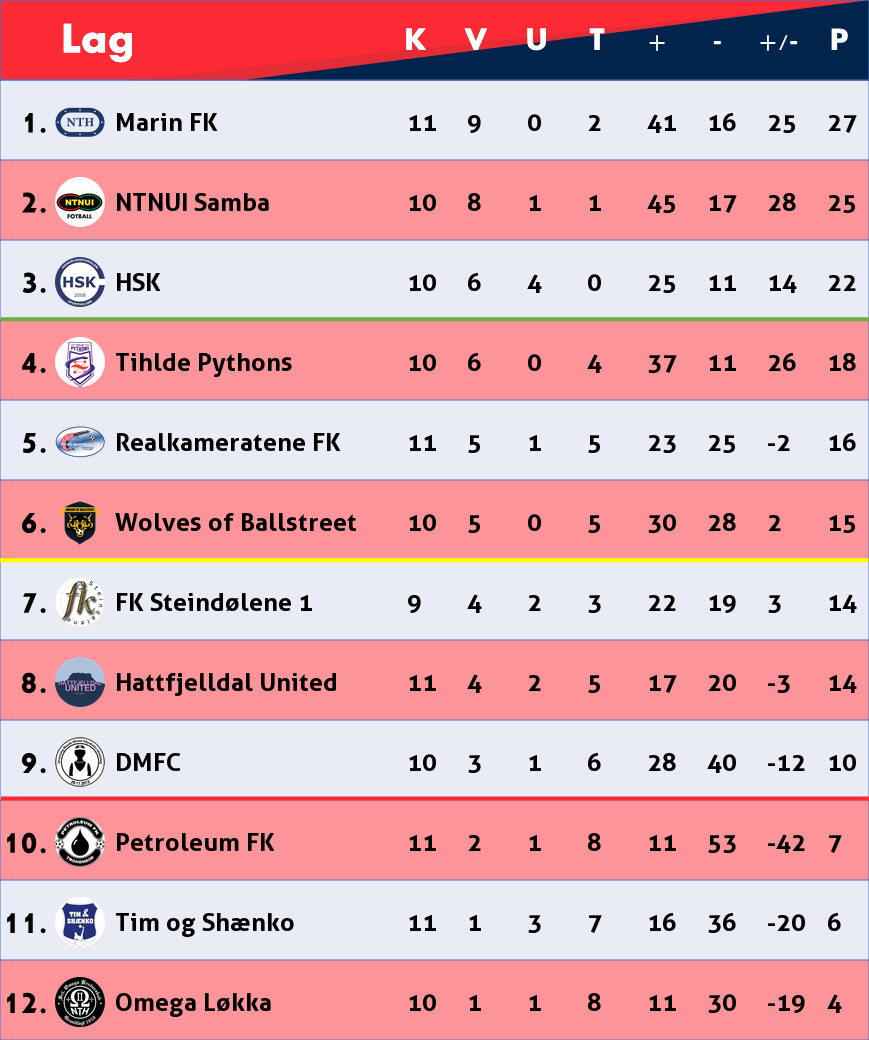 Lag K V U T + - +/- P
1. NTH Marin FK 11 9 0 2 41 16 25 27
2. NTNUI FOTBALL NTNUI Samba 10 8 1 1 45 17 28 25
3. HSK 2008 HSK 10 6 4 0 25 11 14 22
4. PYTHONS Tihlde Pythons 10 6 0 4 37 11 26 18
5. Realkameratene FK 11 5 1 5 23 25 -2 16
6. WOLVES OF BALLSTREET Wolves of Ballstreet 10 5 0 5 30 28 2 15
7. fk Steindølene FK Steindølene 1 9 4 2 3 22 19 3 14
8. HATTFJELLDAL UNITED Hattfjelldal United 11 4 2 5 17 20 -3 14
9. DMFC 10 3 1 6 28 40 -12 10
10. PETROLEUM FK TRONDHEIM Petroleum FK 11 2 1 8 11 53 -42 7
11. TIM & SHÆNKO Tim og Shænko 11 1 3 7 16 36 -20 6
12. Ω NTH Omega Løkka 10 1 1 8 11 30 -19 4